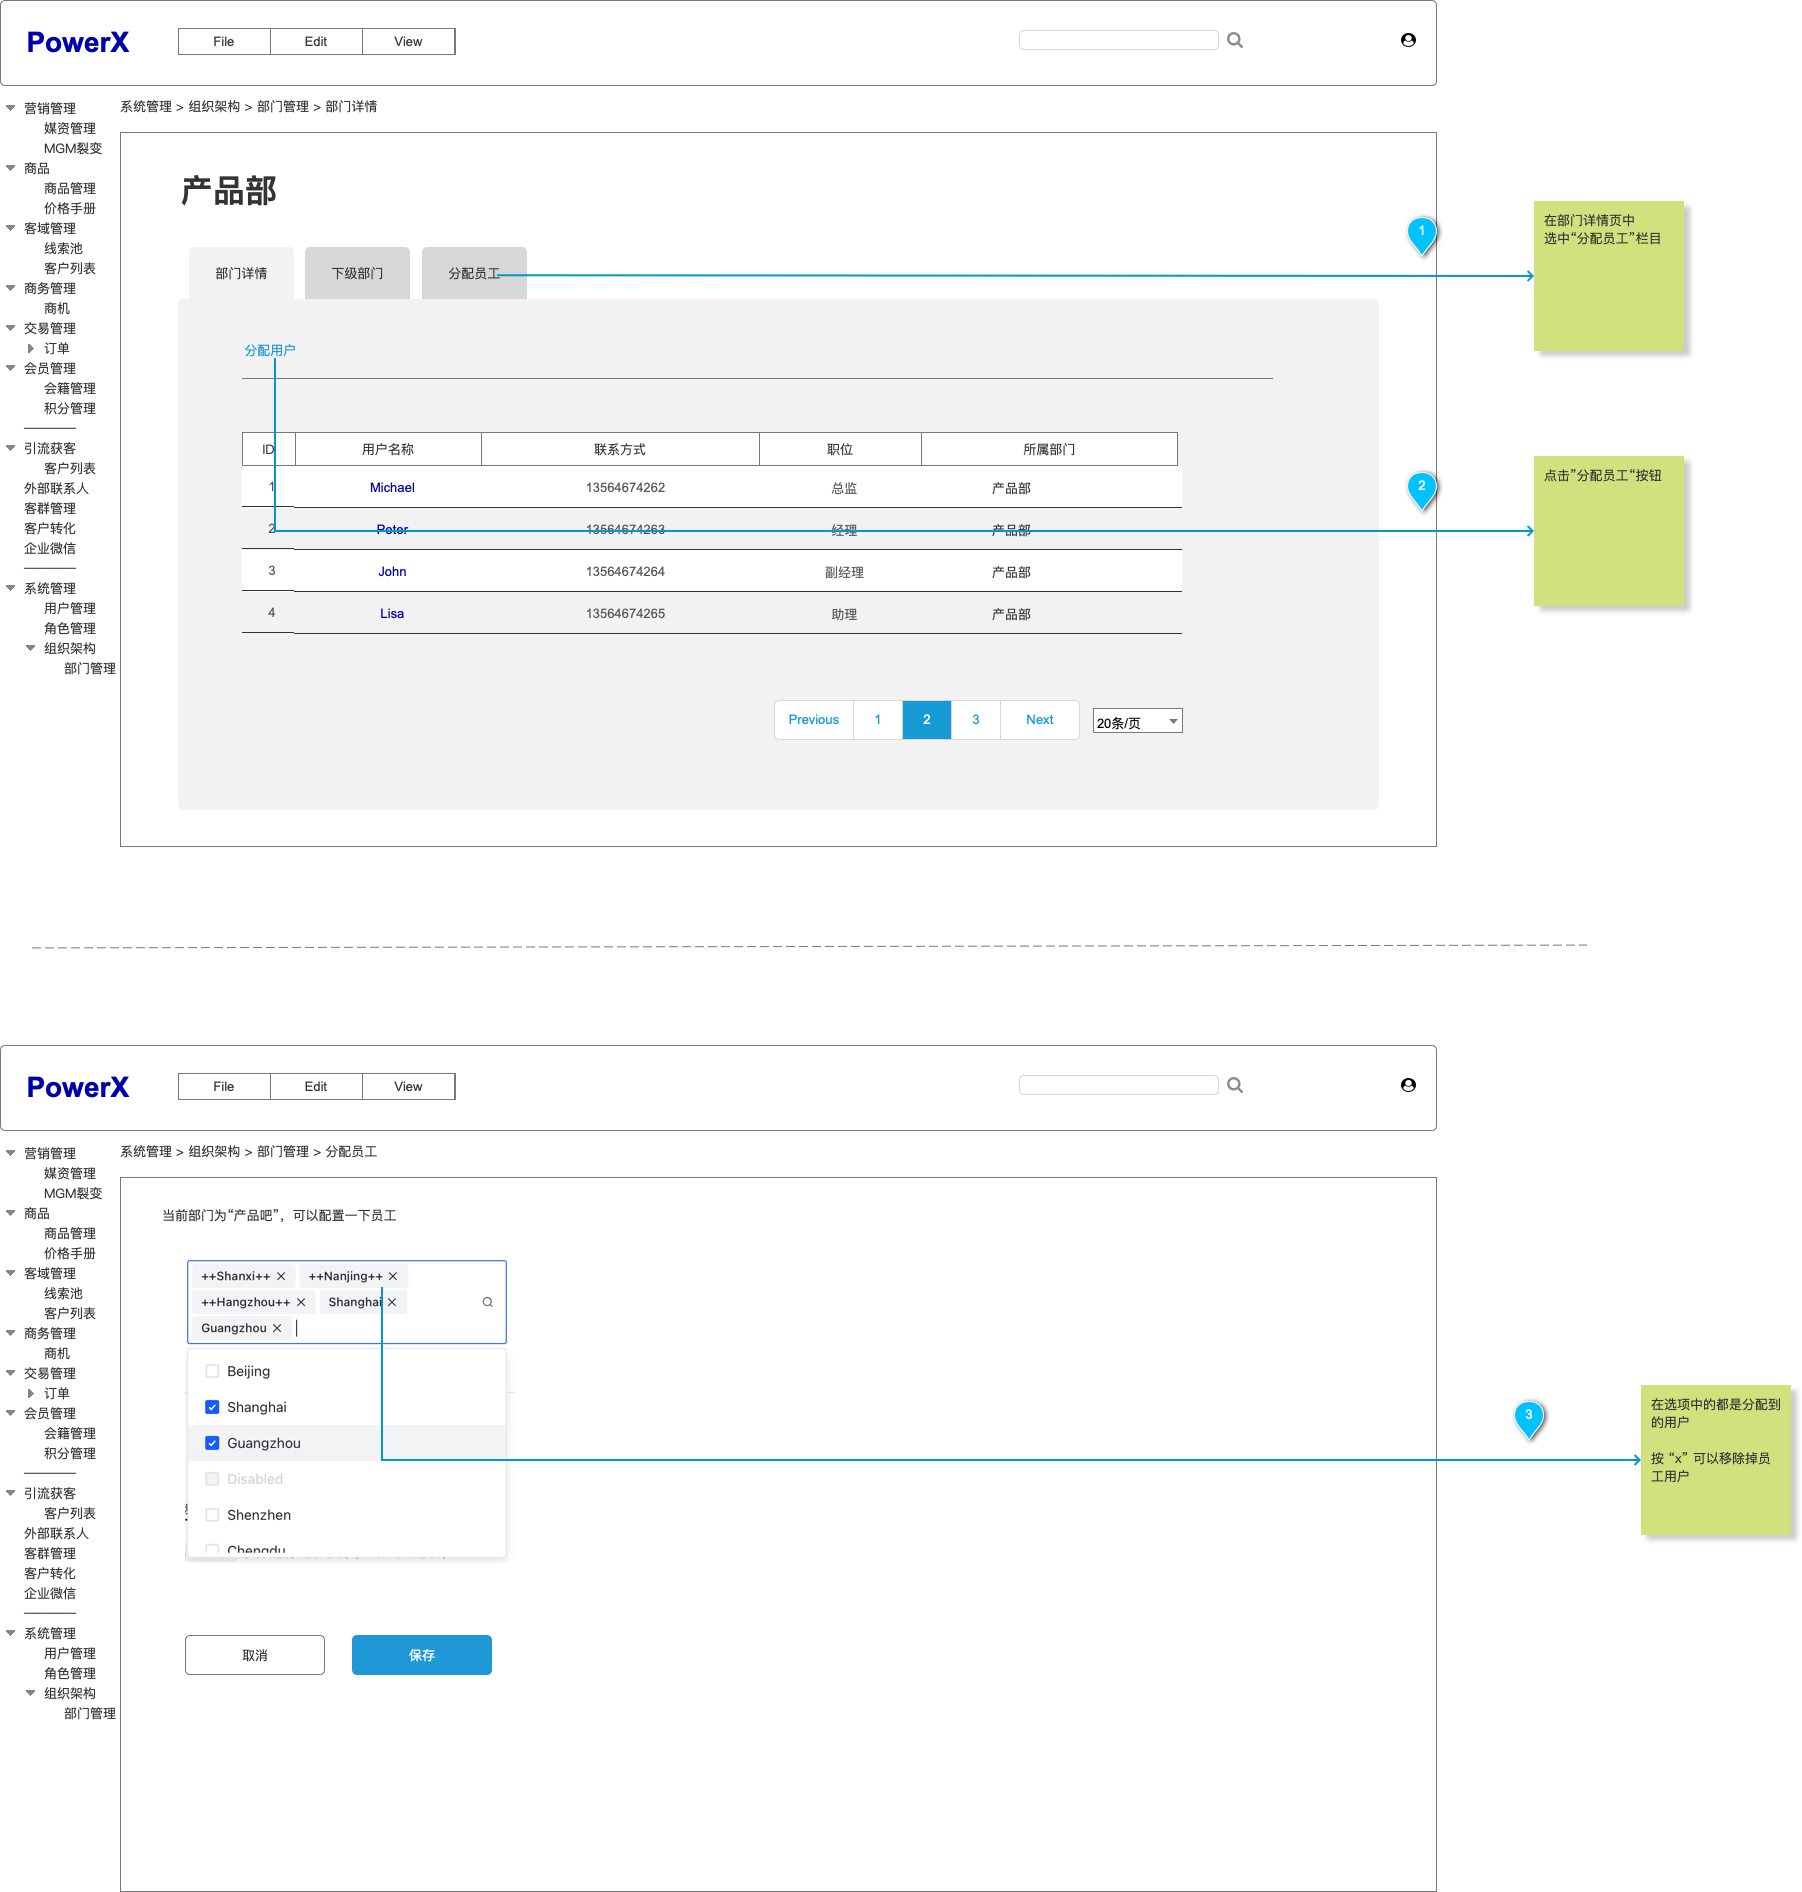 PowerX
File Edit View
系统管理 > 组织架构 > 部门管理 > 部门详情
营销管理
媒资管理
MGM裂变
商品
商品管理
价格手册
客域管理
线索池
客户列表
商务管理
商机
交易管理
订单
会员管理
会籍管理
积分管理
引流获客
客户列表
外部联系人
客群管理
客户转化
企业微信
系统管理
用户管理
角色管理
组织架构
部门管理
产品部
部门详情 下级部门 分配员工
分配用户
ID 用户名称 联系方式 职位 所属部门
1 Michael 13564674262 总监 产品部
2 Peter 13564674263 经理 产品部
3 John 13564674264 副经理 产品部
4 Lisa 13564674265 助理 产品部
Previous 1 2 3 Next 20条/页
1
在部门详情页中
选中“分配员工”栏目
2
点击”分配员工“按钮
PowerX
File Edit View
系统管理 > 组织架构 > 部门管理 > 分配员工
营销管理
媒资管理
MGM裂变
商品
商品管理
价格手册
客域管理
线索池
客户列表
商务管理
商机
交易管理
订单
会员管理
会籍管理
积分管理
引流获客
客户列表
外部联系人
客群管理
客户转化
企业微信
系统管理
用户管理
角色管理
组织架构
部门管理
当前部门为“产品吧”，可以配置一下员工
++Shanxi++ × ++Nanjing++ ×
++Hangzhou++ × Shanghai ×
Guangzhou ×
Beijing
Shanghai
Guangzhou
Disabled
Shenzhen
Chengdu
取消 保存
3
在选项中的都是分配到
的用户
按 “x” 可以移除掉员
工用户